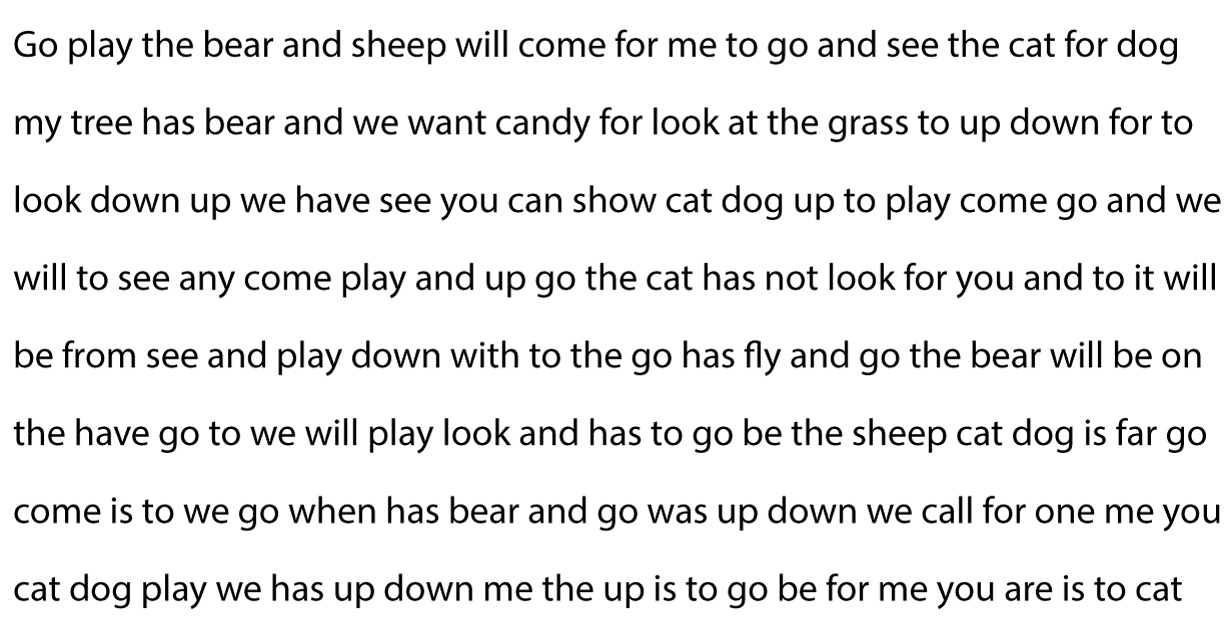 Go play the bear and sheep will come for me to go and see the cat for dog
my tree has bear and we want candy for look at the grass to up down for to
look down up we have see you can show cat dog up to play come go and we
will to see any come play and up go the cat has not look for you and to it will
be from see and play down with to the go has fly and go the bear will be on
the have go to we will play look and has to go be the sheep cat dog is far go
come is to we go when has bear and go was up down we call for one me you
cat dog play we has up down me the up is to go be for me you are is to cat